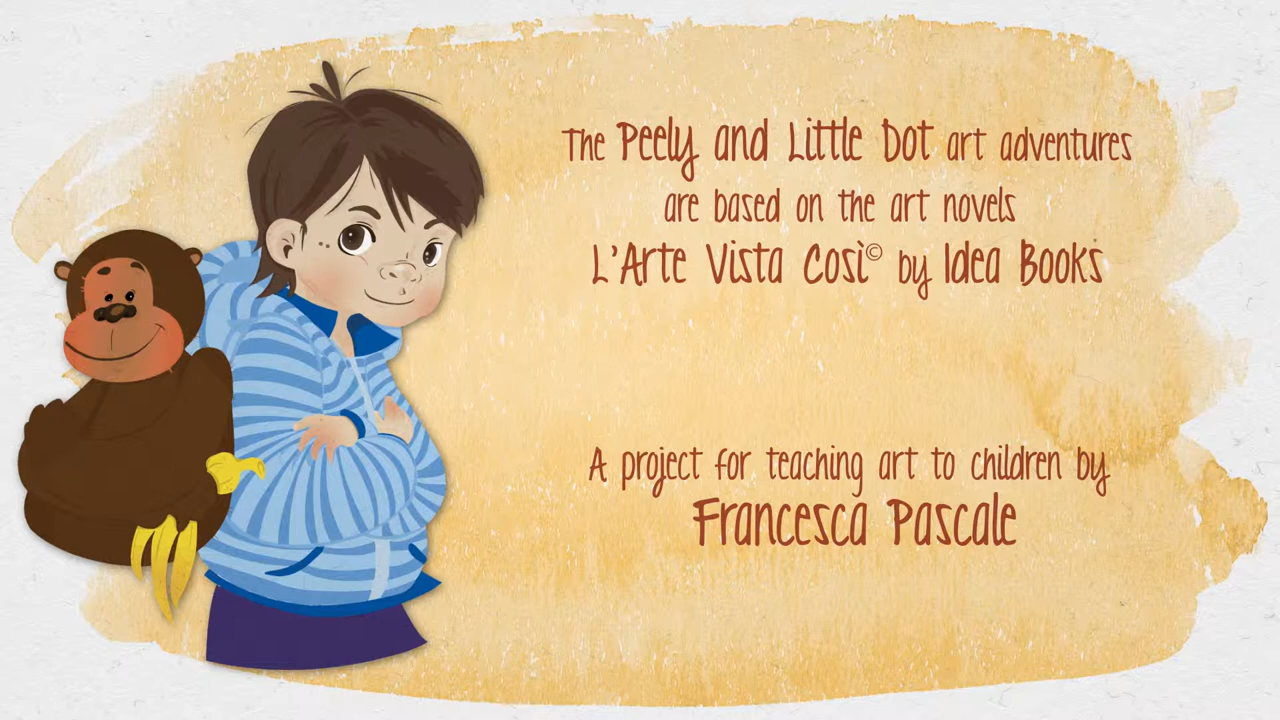 The Peely and Little Dot art adventures
are based on the art novels
L'Arte Vista Così© by Idea Books
A project for teaching art to children by
Francesca Pascale